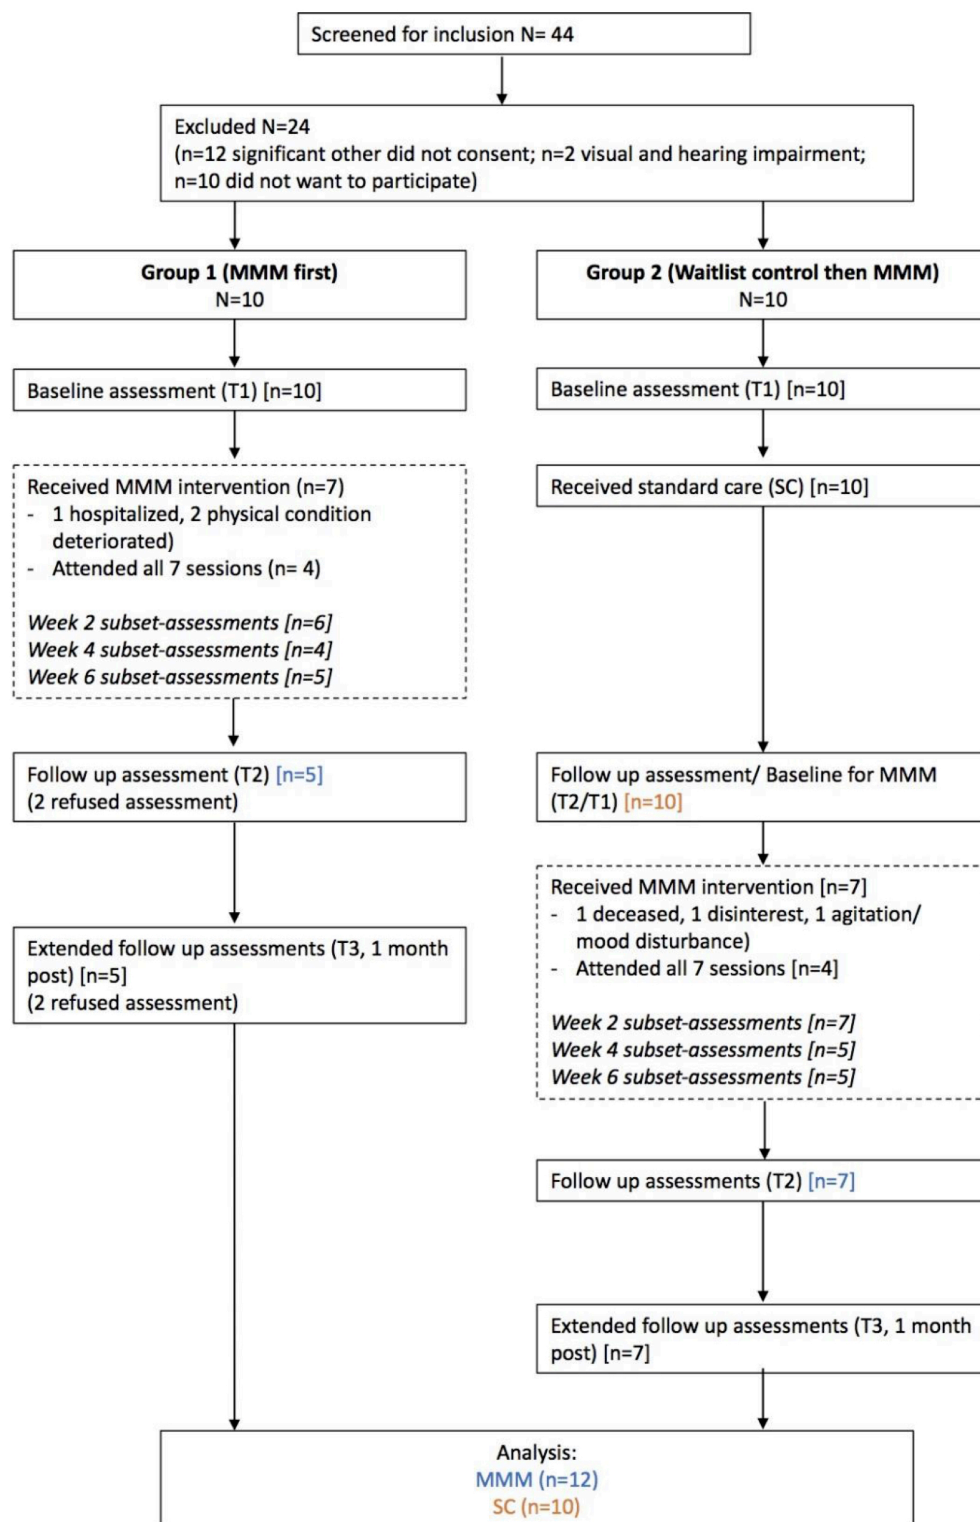 Screened for inclusion N= 44
Excluded N=24
(n=12 significant other did not consent; n=2 visual and hearing impairment;
n=10 did not want to participate)
Group 1 (MMM first)
N=10
Group 2 (Waitlist control then MMM)
N=10
Baseline assessment (T1) [n=10]
Baseline assessment (T1) [n=10]
Received MMM intervention (n=7)
- 1 hospitalized, 2 physical condition
deteriorated)
- Attended all 7 sessions (n= 4)
Week 2 subset-assessments [n=6]
Week 4 subset-assessments [n=4]
Week 6 subset-assessments [n=5]
Received standard care (SC) [n=10]
Follow up assessment (T2) [n=5]
(2 refused assessment)
Follow up assessment/ Baseline for MMM
(T2/T1) [n=10]
Extended follow up assessments (T3, 1 month
post) [n=5]
(2 refused assessment)
Received MMM intervention [n=7]
- 1 deceased, 1 disinterest, 1 agitation/
mood disturbance)
- Attended all 7 sessions [n=4]
Week 2 subset-assessments [n=7]
Week 4 subset-assessments [n=5]
Week 6 subset-assessments [n=5]
Follow up assessments (T2) [n=7]
Extended follow up assessments (T3, 1 month
post) [n=7]
Analysis:
MMM (n=12)
SC (n=10)